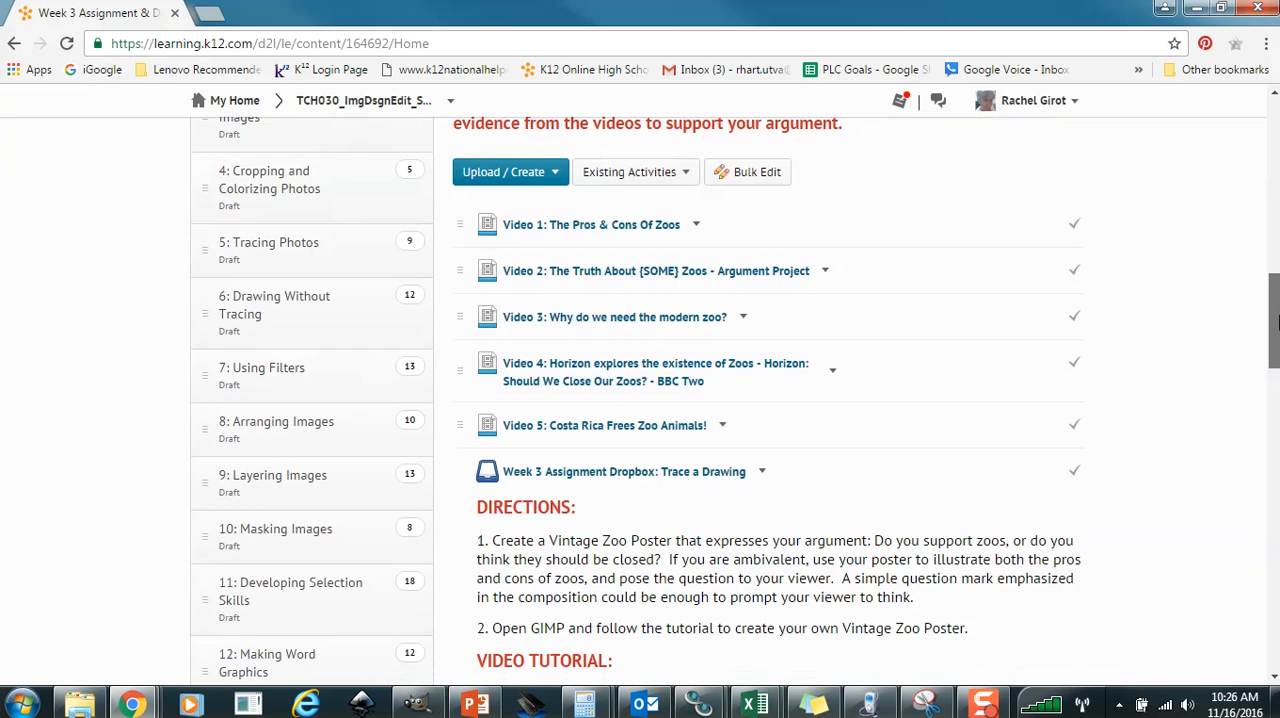 Week 3 Assignment & D
https://learning.k12.com/d2l/le/content/164692/Home
Apps iGoogle Lenovo Recommende K¹² Login Page www.k12nationalhelp K12 Online High Scho Inbox (3) - rhart.utva PLC Goals - Google S Google Voice - Inbox » Other bookmarks
My Home TCH030_ImgDsgnEdit_S... Rachel Girot
Images
Draft
4: Cropping and
Colorizing Photos
Draft
5
5: Tracing Photos
Draft
9
6: Drawing Without
Tracing
Draft
12
7: Using Filters
Draft
13
8: Arranging Images
Draft
10
9: Layering Images
Draft
13
10: Masking Images
Draft
8
11: Developing Selection
Skills
Draft
18
12: Making Word
Graphics
12
evidence from the videos to support your argument.
Upload / Create Existing Activities Bulk Edit
Video 1: The Pros & Cons Of Zoos
Video 2: The Truth About {SOME} Zoos - Argument Project
Video 3: Why do we need the modern zoo?
Video 4: Horizon explores the existence of Zoos - Horizon:
Should We Close Our Zoos? - BBC Two
Video 5: Costa Rica Frees Zoo Animals!
Week 3 Assignment Dropbox: Trace a Drawing
DIRECTIONS:
1. Create a Vintage Zoo Poster that expresses your argument: Do you support zoos, or do you
think they should be closed? If you are ambivalent, use your poster to illustrate both the pros
and cons of zoos, and pose the question to your viewer. A simple question mark emphasized
in the composition could be enough to prompt your viewer to think.
2. Open GIMP and follow the tutorial to create your own Vintage Zoo Poster.
VIDEO TUTORIAL:
10:26 AM
11/16/2016